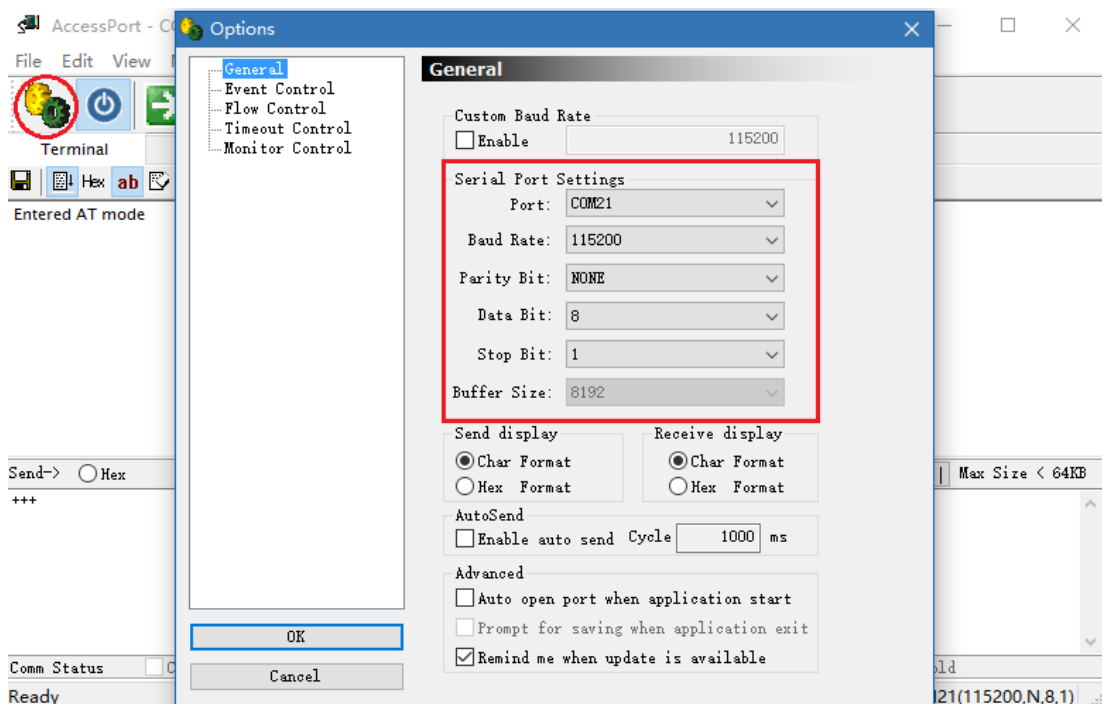 AccessPort - C
Options
File Edit View
General
Event Control
Flow Control
Timeout Control
Monitor Control
General
Custom Baud Rate
Enable 115200
Terminal
Hex ab
Serial Port Settings
Port: COM21
Entered AT mode
Baud Rate: 115200
Parity Bit: NONE
Data Bit: 8
Stop Bit: 1
Buffer Size: 8192
Send display Receive display
Char Format Char Format
Hex Format Hex Format
Send-> Hex
Max Size < 64KB
+++
AutoSend
Enable auto send Cycle 1000 ms
Advanced
Auto open port when application start
Prompt for saving when application exit
Remind me when update is available
OK
Cancel
Comm Status C
old
Ready
21(115200,N,8,1)